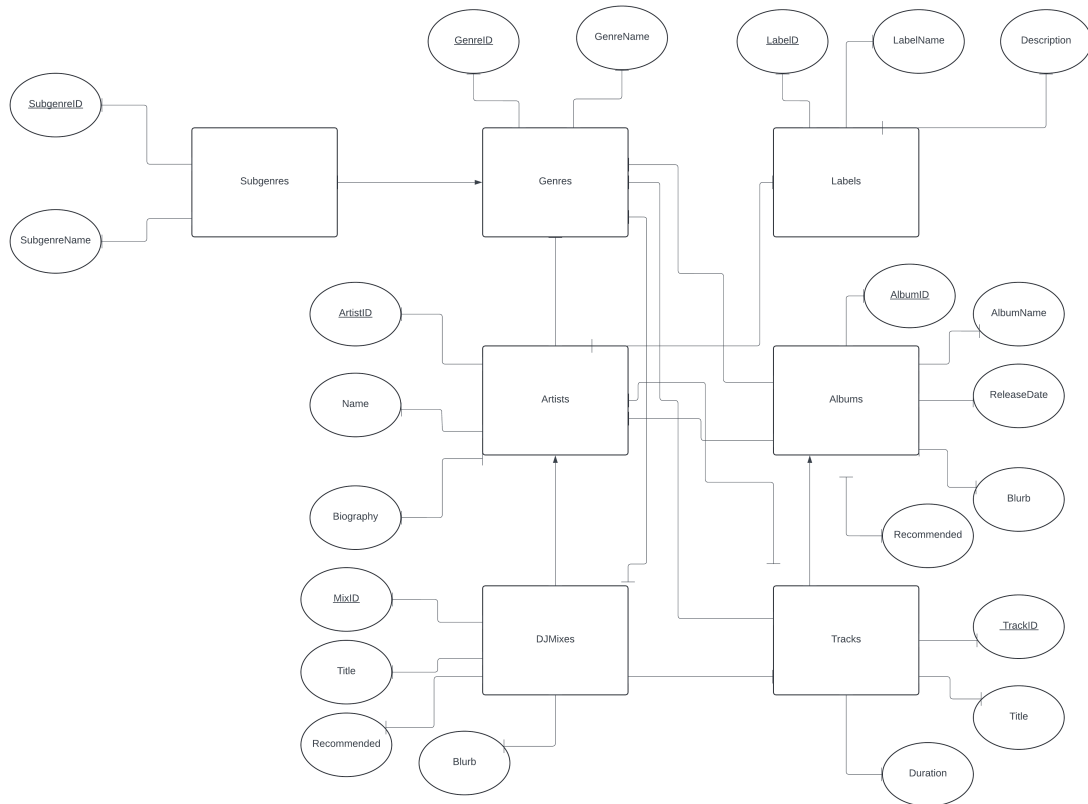 GenreID
GenreName
LabelID
LabelName
Description
SubgenreID
Subgenres
Genres
Labels
SubgenreName
AlbumID
ArtistID
AlbumName
Name
Artists
Albums
ReleaseDate
Biography
Blurb
Recommended
MixID
DJMixes
Tracks
TrackID
Title
Title
Recommended
Blurb
Duration